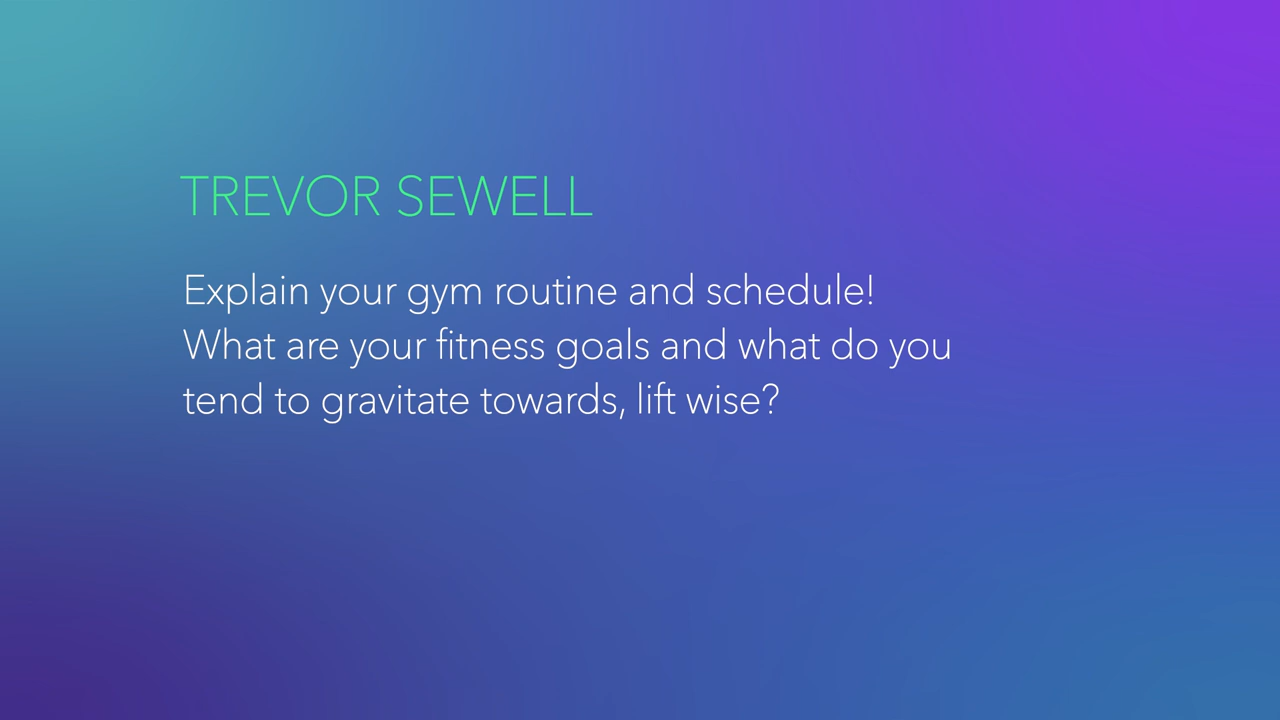 TREVOR SEWELL
Explain your gym routine and schedule!
What are your fitness goals and what do you
tend to gravitate towards, lift wise?